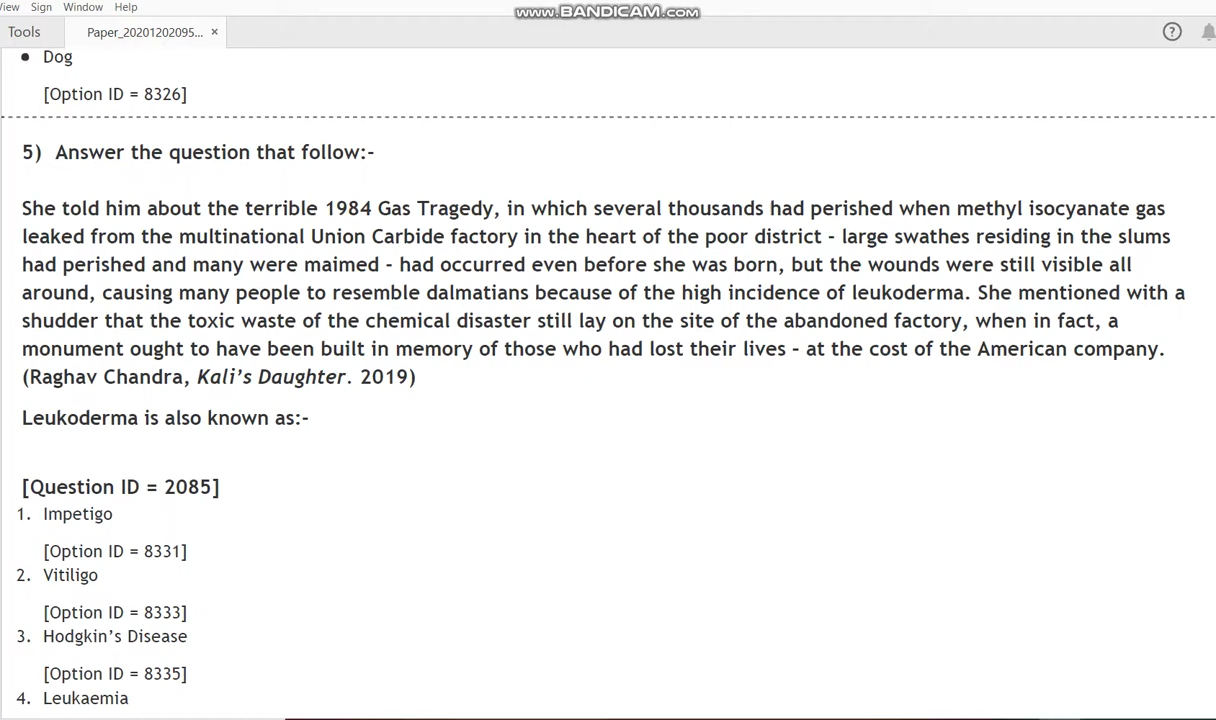 View Sign Window Help
www.BANDICAM.com
Tools Paper_20201202095... × ?
● Dog
[Option ID = 8326]
5) Answer the question that follow:-
She told him about the terrible 1984 Gas Tragedy, in which several thousands had perished when methyl isocyanate gas
leaked from the multinational Union Carbide factory in the heart of the poor district - large swathes residing in the slums
had perished and many were maimed - had occurred even before she was born, but the wounds were still visible all
around, causing many people to resemble dalmatians because of the high incidence of leukoderma. She mentioned with a
shudder that the toxic waste of the chemical disaster still lay on the site of the abandoned factory, when in fact, a
monument ought to have been built in memory of those who had lost their lives - at the cost of the American company.
(Raghav Chandra, Kali’s Daughter. 2019)
Leukoderma is also known as:-
[Question ID = 2085]
1. Impetigo
[Option ID = 8331]
2. Vitiligo
[Option ID = 8333]
3. Hodgkin’s Disease
[Option ID = 8335]
4. Leukaemia